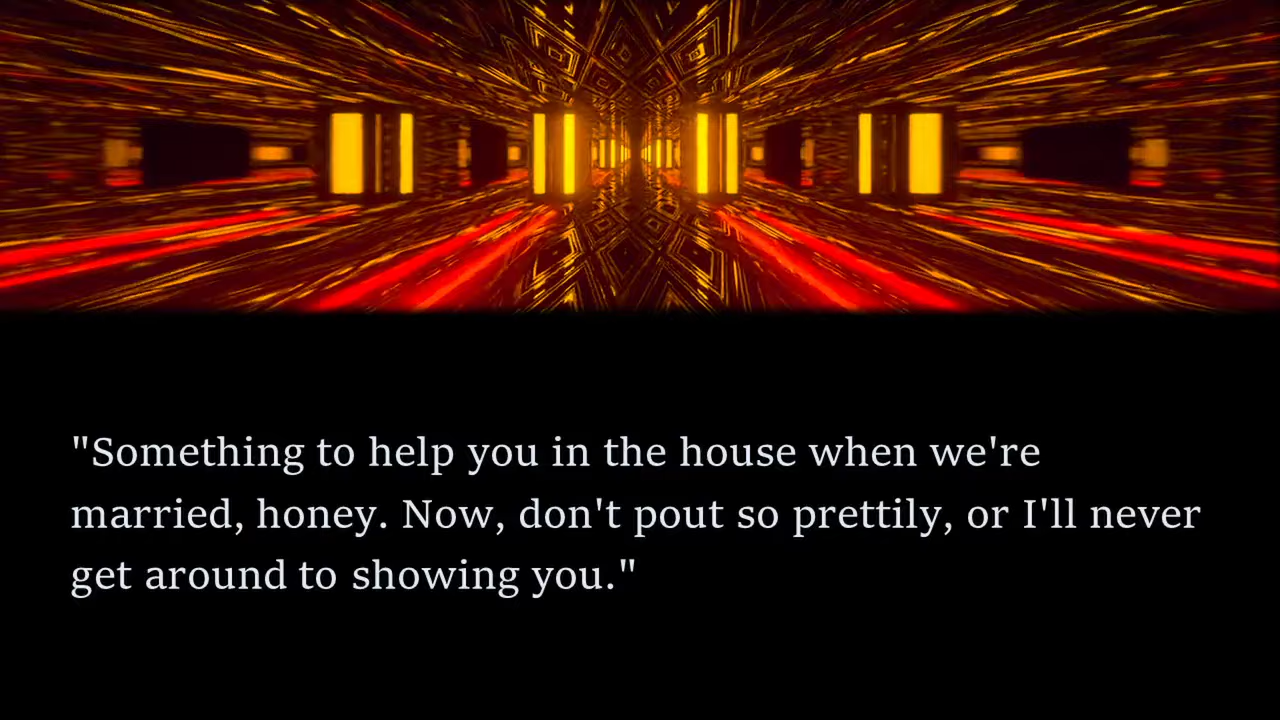 "Something to help you in the house when we're
married, honey. Now, don't pout so prettily, or I'll never
get around to showing you."